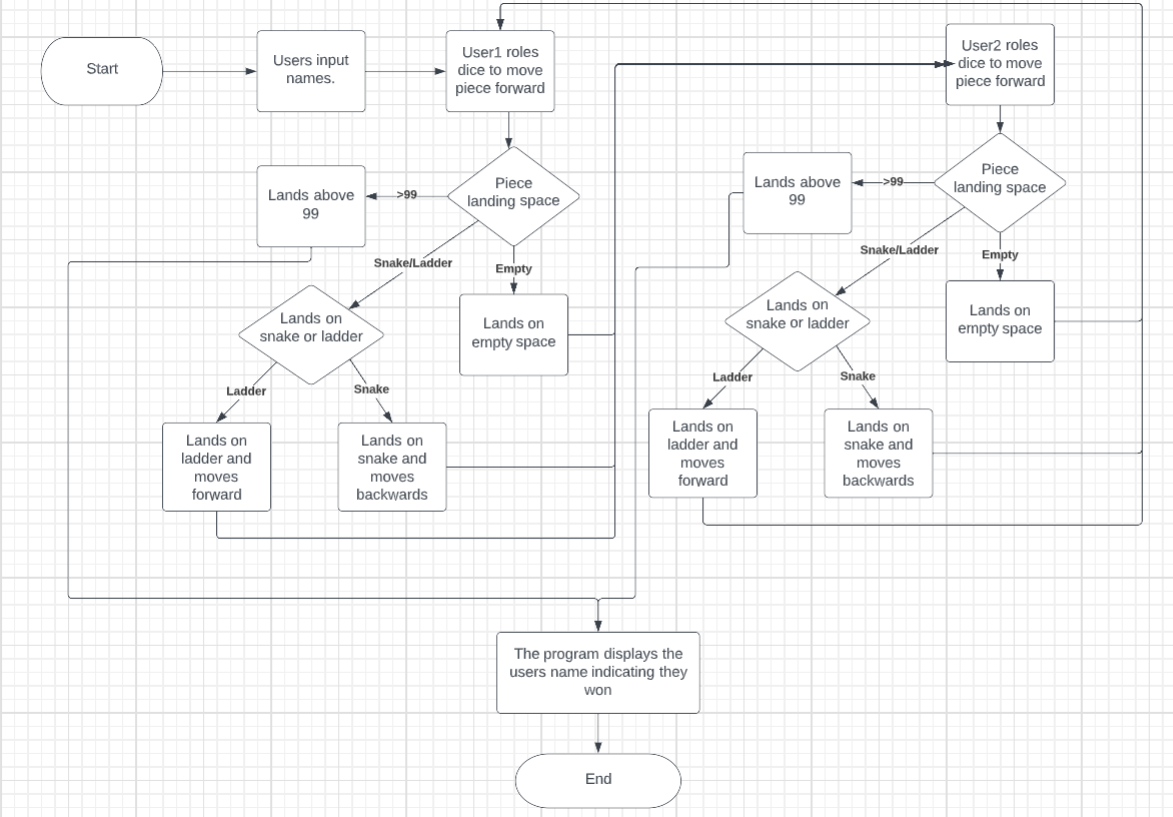 Start
Users input
names.
User1 roles
dice to move
piece forward
User2 roles
dice to move
piece forward
Piece
landing space
>99
Lands above
99
Snake/Ladder
Empty
Lands on
snake or ladder
Lands on
empty space
Ladder
Snake
Lands on
ladder and
moves
forward
Lands on
snake and
moves
backwards
Piece
landing space
>99
Lands above
99
Snake/Ladder
Empty
Lands on
snake or ladder
Lands on
empty space
Ladder
Snake
Lands on
ladder and
moves
forward
Lands on
snake and
moves
backwards
The program displays the
users name indicating they
won
End